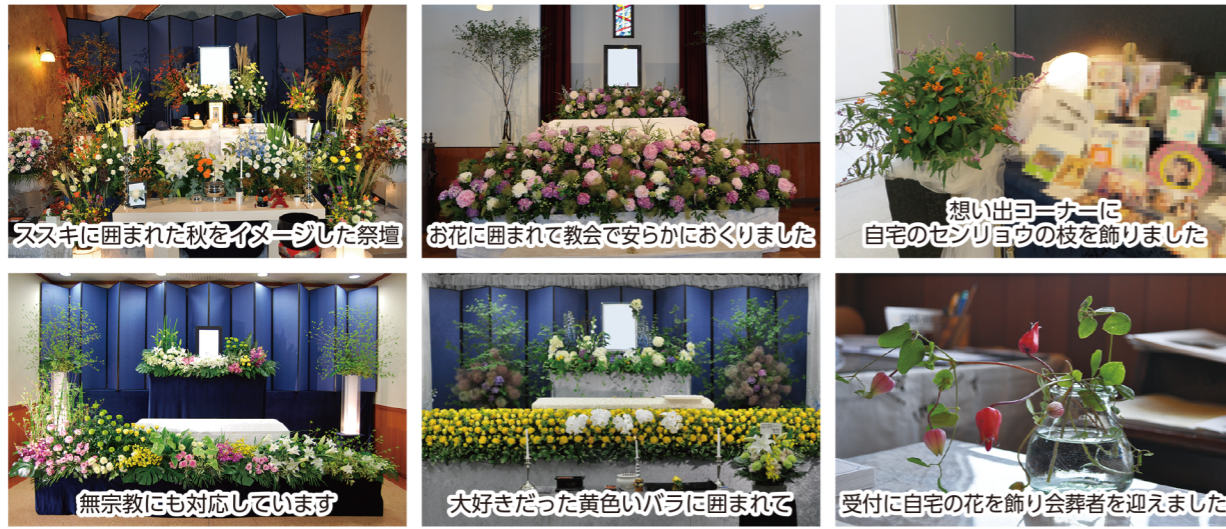 ススキに囲まれた秋をイメージした祭壇
お花に囲まれて教会で安らかにおくりました
想い出コーナーに
自宅のセンリョウの枝を飾りました
無宗教にも対応しています
大好きだった黄色いバラに囲まれて
受付に自宅の花を飾り会葬者を迎えました